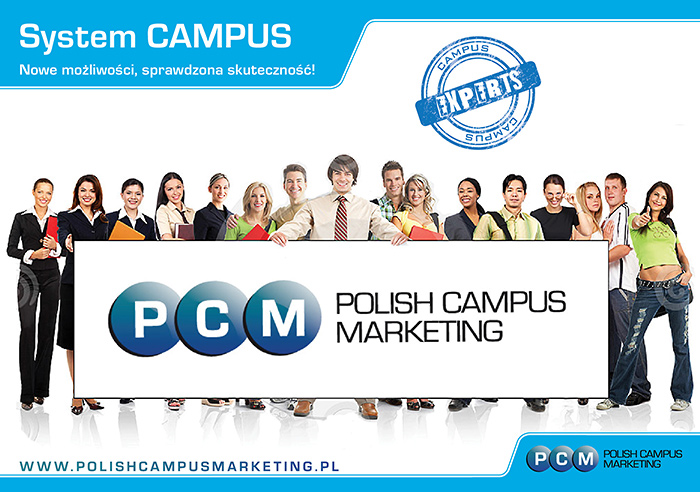 System CAMPUS
Nowe możliwości, sprawdzona skuteczność!
CAMPUS
EXPERTS
CAMPUS
PCM POLISH CAMPUS
MARKETING
WWW.POLISHCAMPUSMARKETING.PL
PCM POLISH CAMPUS
MARKETING